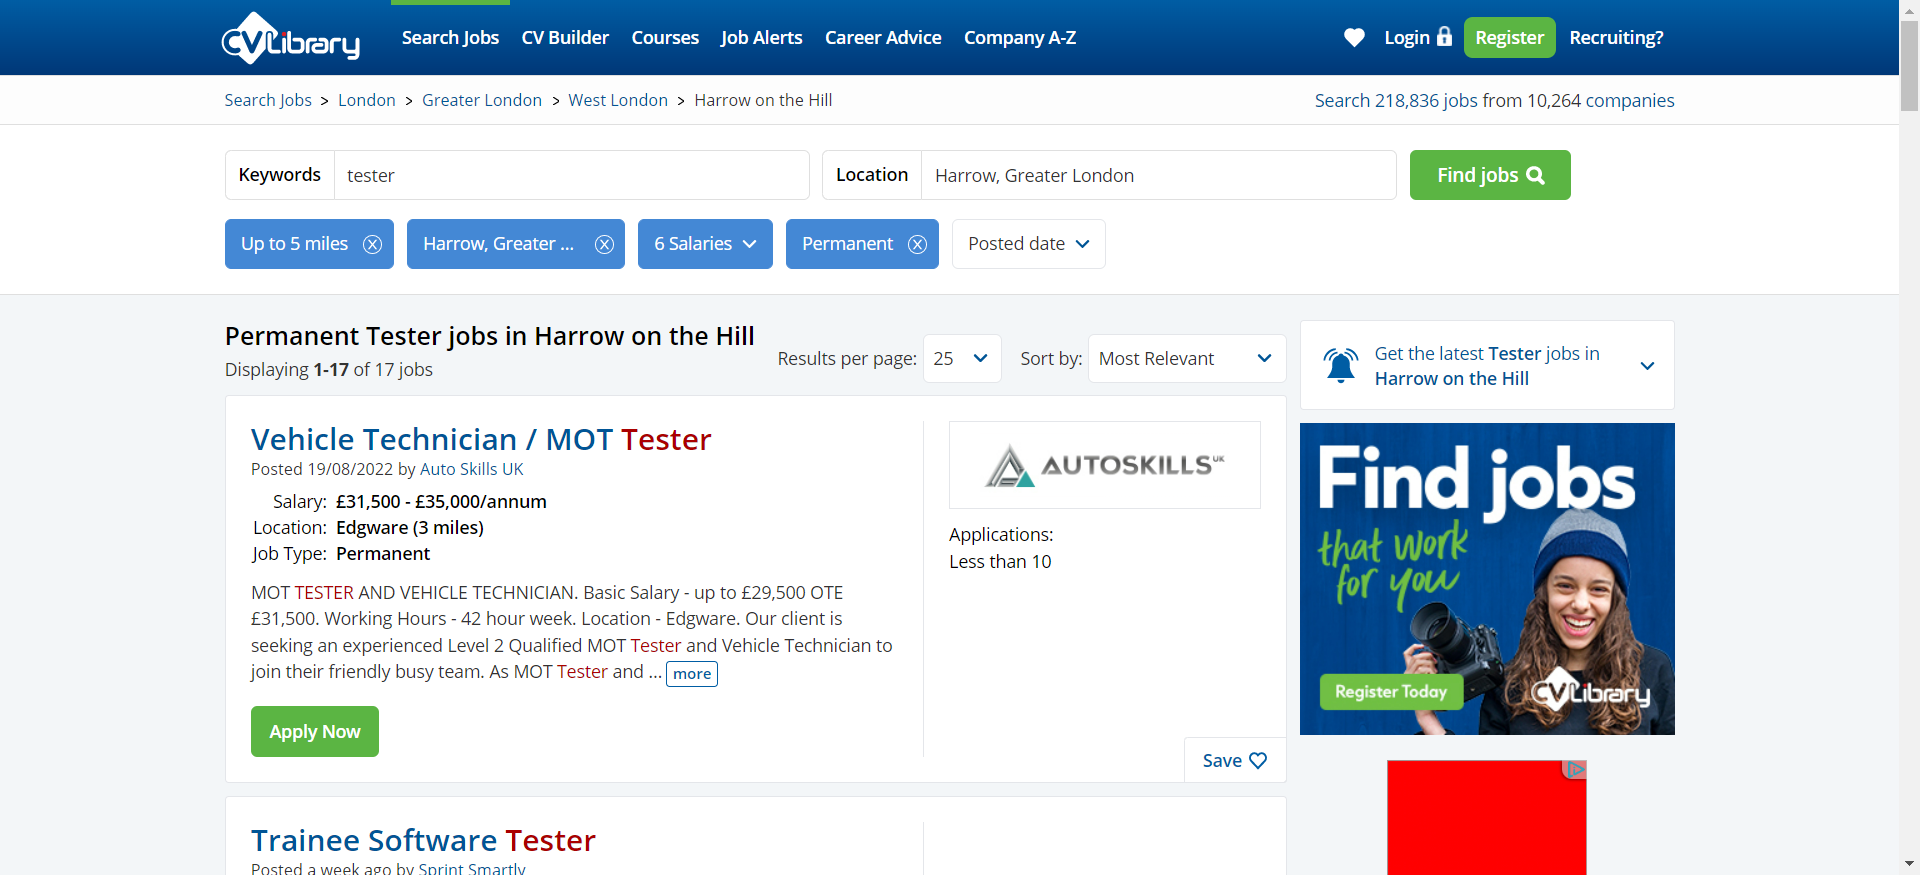 CVLibrary
Search Jobs CV Builder Courses Job Alerts Career Advice Company A-Z
Login Register Recruiting?
Search Jobs > London > Greater London > West London > Harrow on the Hill
Search 218,836 jobs from 10,264 companies
Keywords tester
Location Harrow, Greater London
Find jobs
Up to 5 miles
Harrow, Greater ...
6 Salaries
Permanent
Posted date
Permanent Tester jobs in Harrow on the Hill
Displaying 1-17 of 17 jobs
Results per page: 25
Sort by: Most Relevant
Get the latest Tester jobs in
Harrow on the Hill
Vehicle Technician / MOT Tester
Posted 19/08/2022 by Auto Skills UK
Salary: £31,500 - £35,000/annum
Location: Edgware (3 miles)
Job Type: Permanent
MOT TESTER AND VEHICLE TECHNICIAN. Basic Salary - up to £29,500 OTE
£31,500. Working Hours - 42 hour week. Location - Edgware. Our client is
seeking an experienced Level 2 Qualified MOT Tester and Vehicle Technician to
join their friendly busy team. As MOT Tester and ... more
Apply Now
AUTOSKILLS UK
Applications:
Less than 10
Save
Find jobs
that work
for you
Register Today
CVLibrary
Trainee Software Tester
Posted a week ago by Sprint Smartly